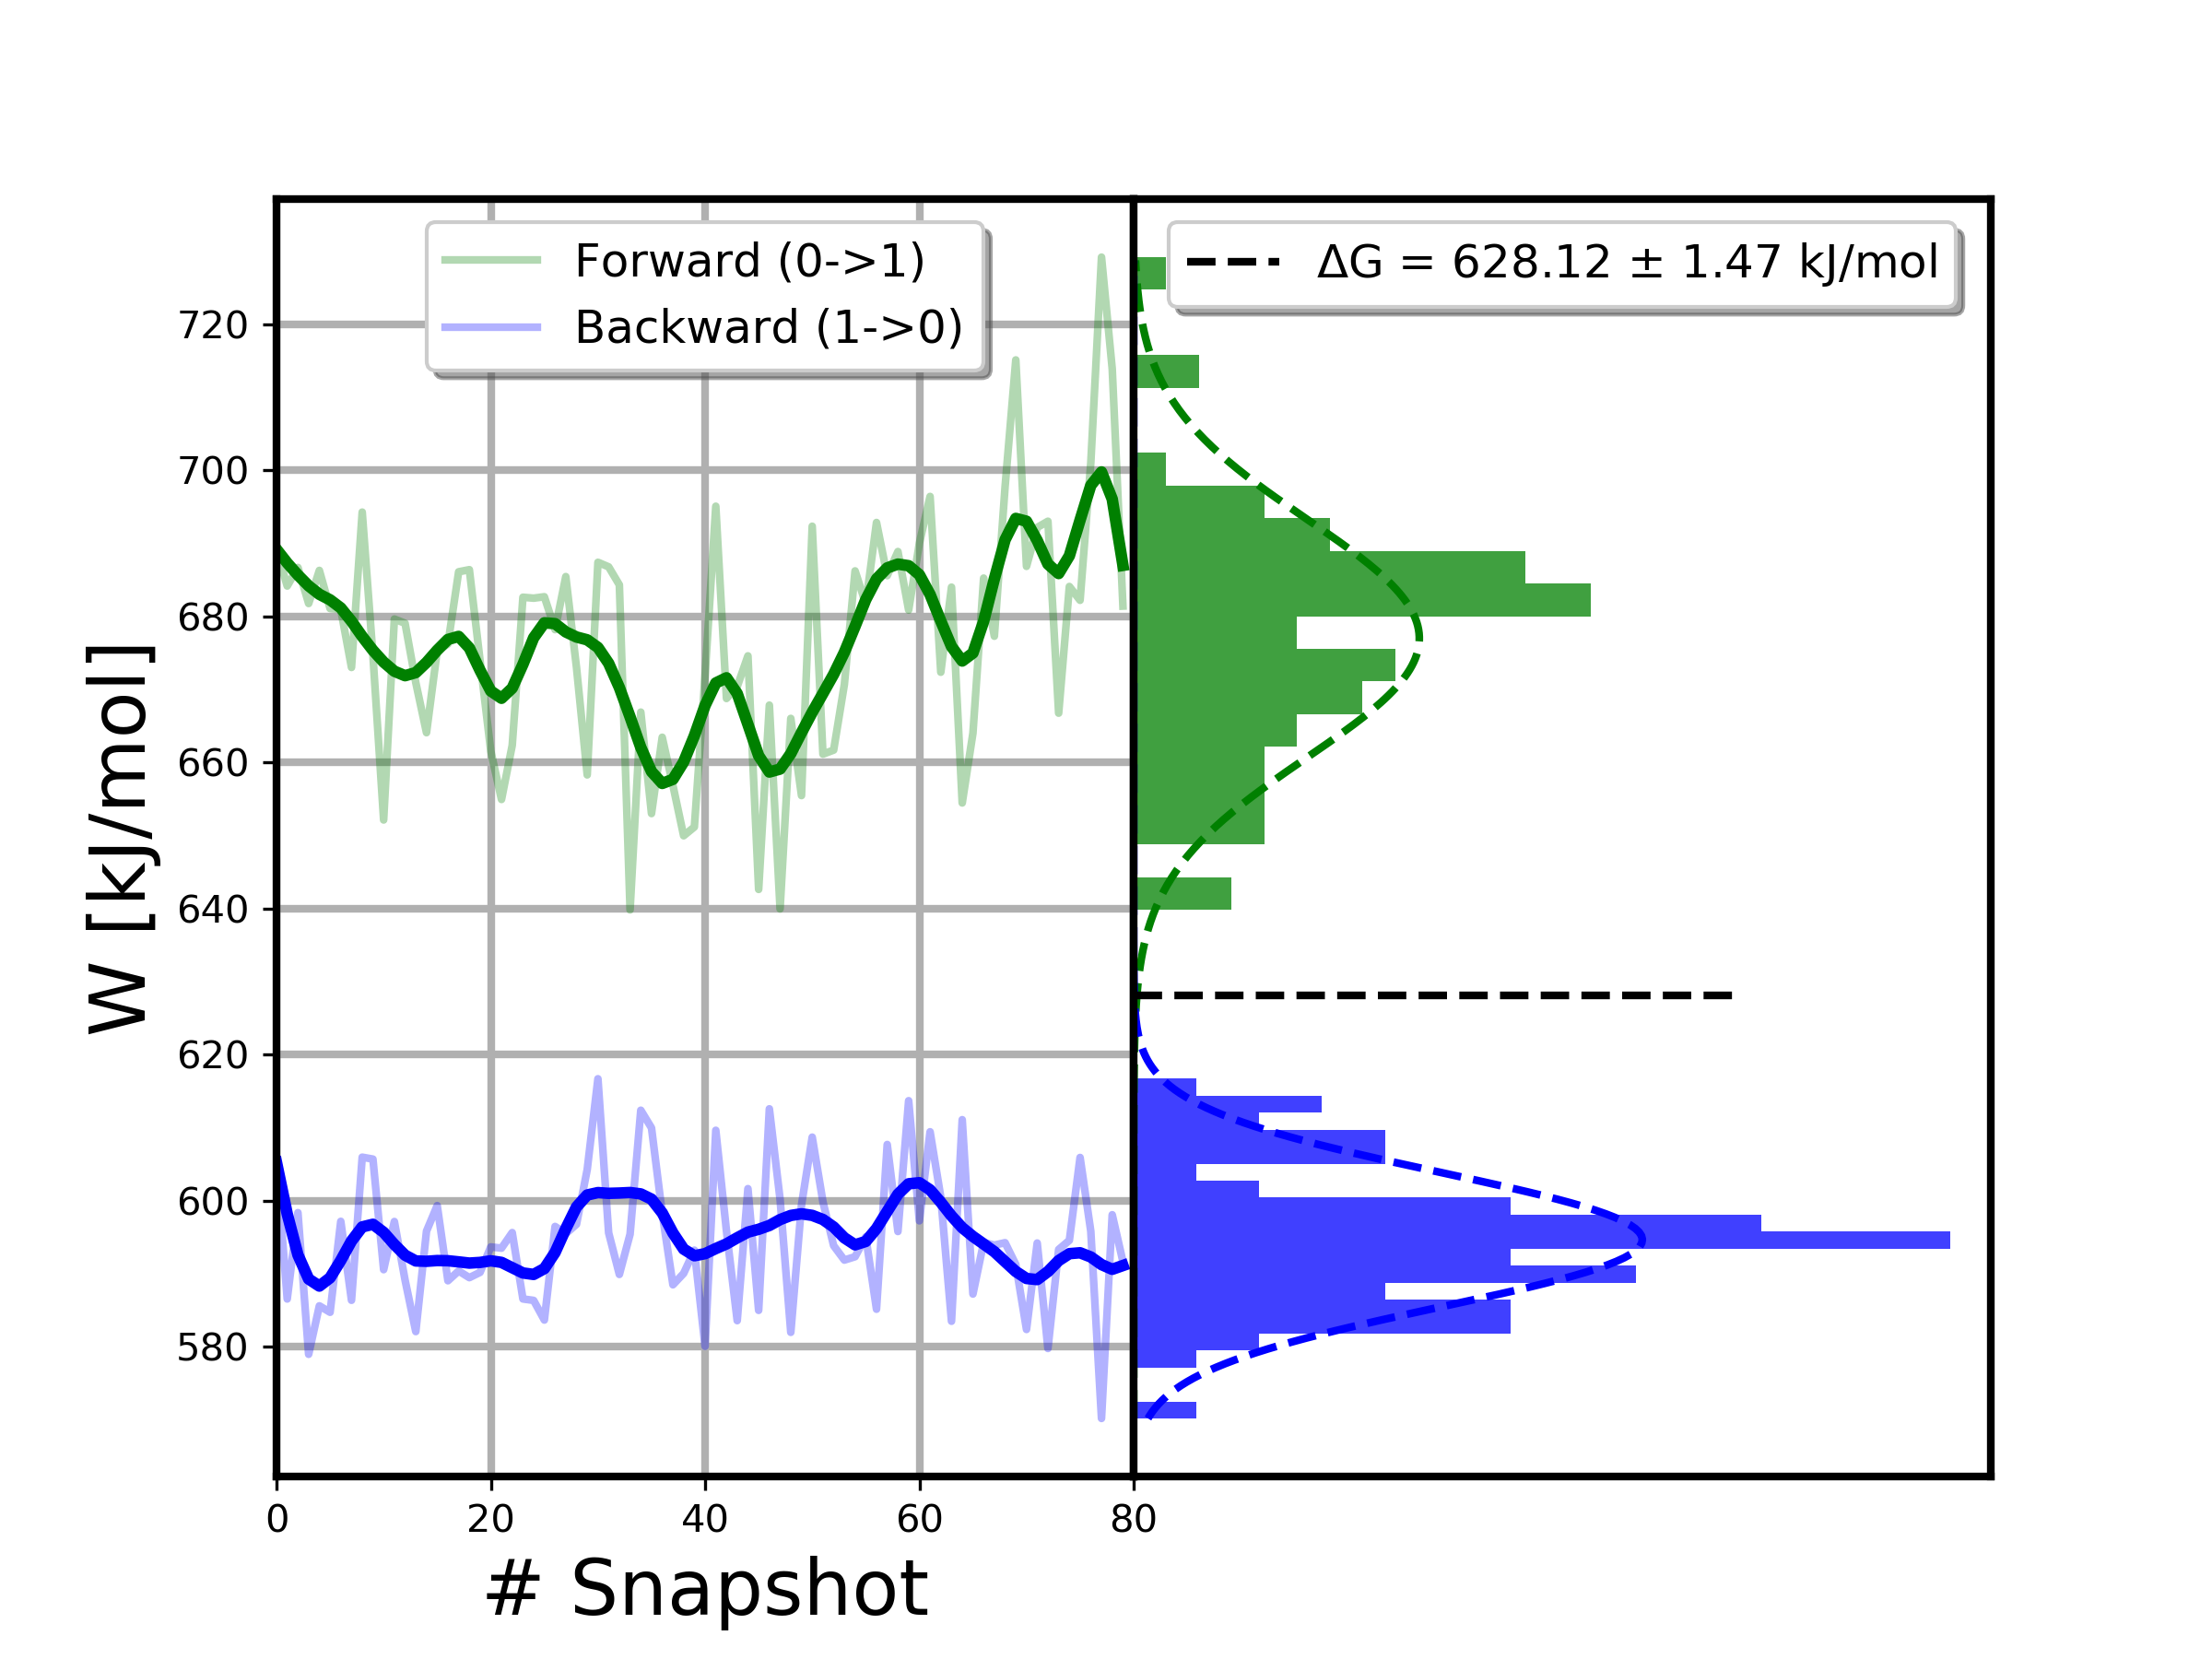 Forward (0->1)
Backward (1->0)
ΔG = 628.12 ± 1.47 kJ/mol
W [kJ/mol]
720
700
680
660
640
620
600
580
0 20 40 60 80
# Snapshot